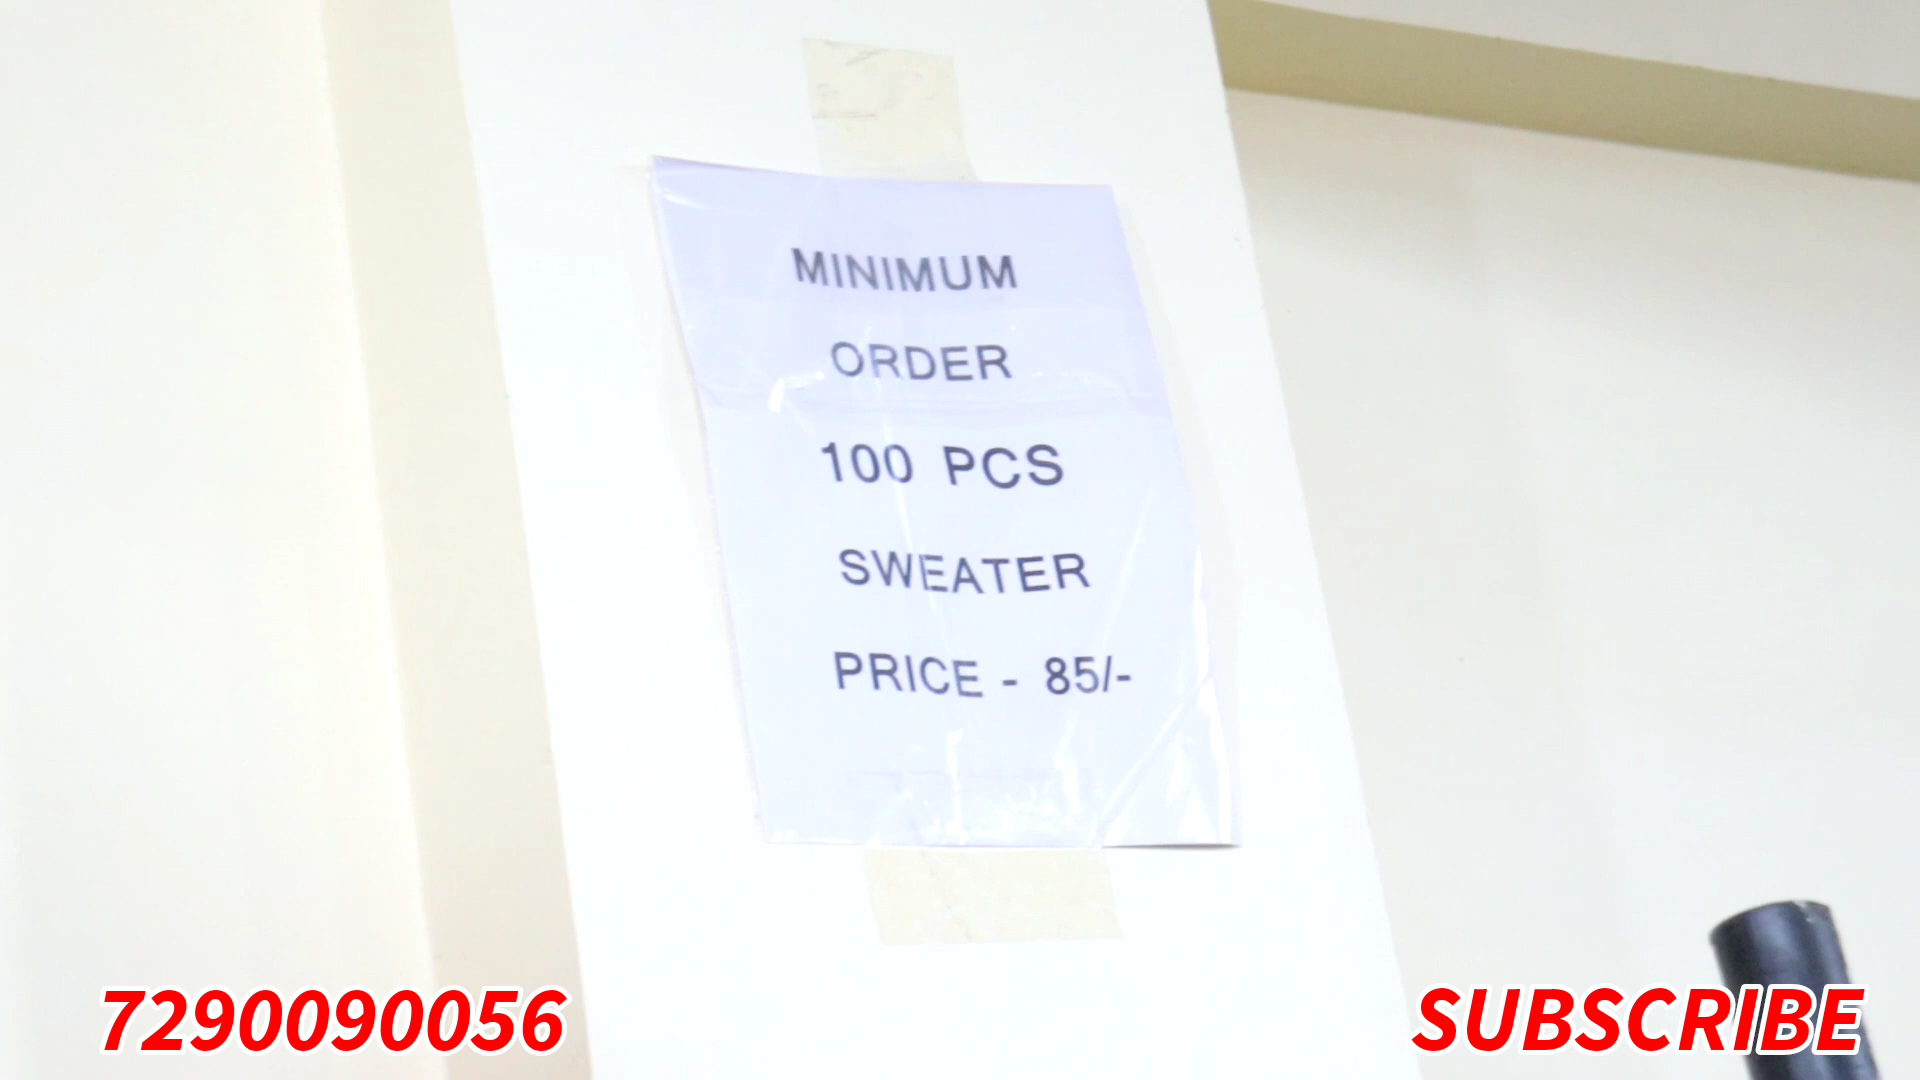 MINIMUM
ORDER
100 PCS
SWEATER
PRICE - 85/-
7290090056
SUBSCRIBE